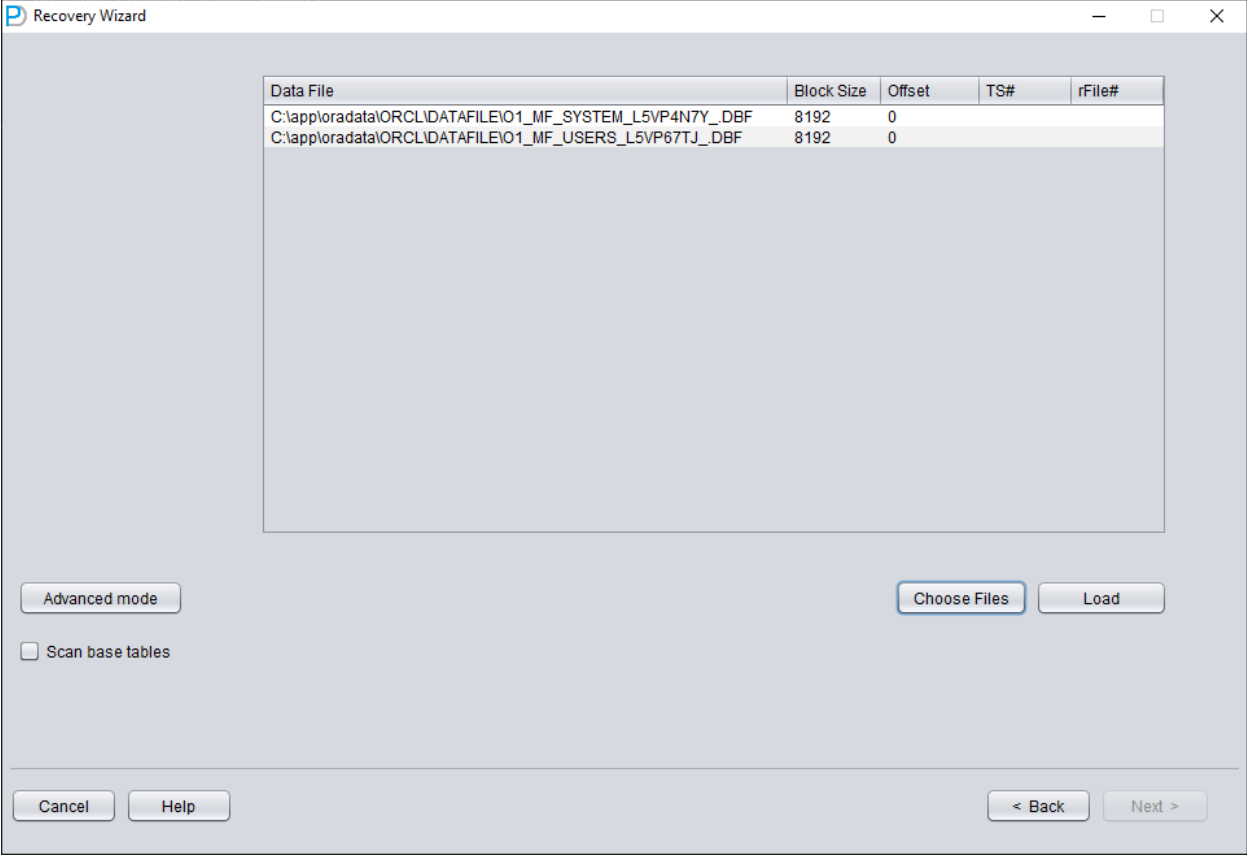 Recovery Wizard
Data File Block Size Offset TS# rFile#
C:\app\oradata\ORCL\DATAFILE\O1_MF_SYSTEM_L5VP4N7Y_.DBF 8192 0
C:\app\oradata\ORCL\DATAFILE\O1_MF_USERS_L5VP67TJ_.DBF 8192 0
Advanced mode Choose Files Load
Scan base tables
Cancel Help < Back Next >